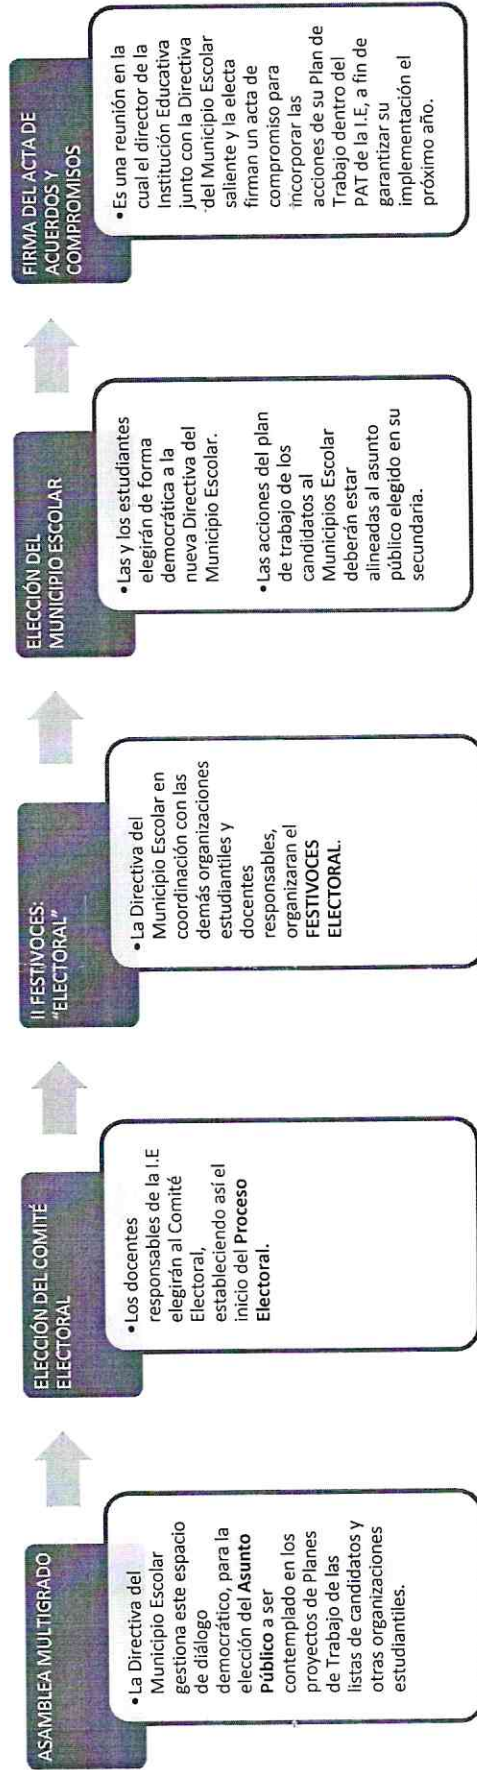 ASAMBLEA MULTIGRADO
•La Directiva del
Municipio Escolar
gestiona este espacio
de diálogo
democrático, para la
elección del Asunto
Público a ser
contemplado en los
proyectos de Planes
de Trabajo de las
listas de candidatos y
otras organizaciones
estudiantiles.
ELECCIÓN DEL COMITÉ
ELECTORAL
•Los docentes
responsables de la I.E
elegirán al Comité
Electoral,
estableciendo así el
inicio del Proceso
Electoral.
II FESTIVOCES:
“ELECTORAL”
•La Directiva del
Municipio Escolar en
coordinación con las
demás organizaciones
estudiantiles y
docentes
responsables,
organizaran el
FESTIVOCES
ELECTORAL.
ELECCIÓN DEL
MUNICIPIO ESCOLAR
•Las y los estudiantes
elegirán de forma
democrática a la
nueva Directiva del
Municipio Escolar.
•Las acciones del plan
de trabajo de los
candidatos al
Municipios Escolar
deberán estar
alineadas al asunto
público elegido en su
secundaria.
FIRMA DEL ACTA DE
ACUERDOS Y
COMPROMISOS
•Es una reunión en la
cual el director de la
Institución Educativa
junto con la Directiva
del Municipio Escolar
saliente y la electa
firman un acta de
compromiso para
incorporar las
acciones de su Plan de
Trabajo dentro del
PAT de la I.E, a fin de
garantizar su
implementación el
próximo año.